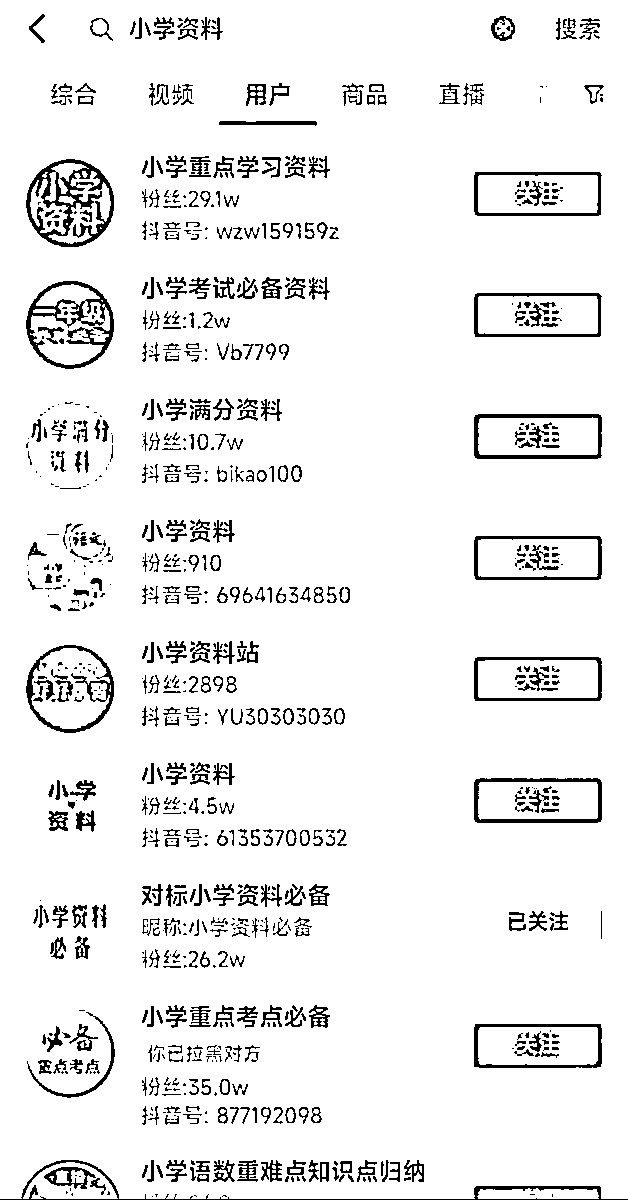 小学资料
搜索
综合 视频 用户 商品 直播
小学
资料
小学重点学习资料
粉丝:29.1w
抖音号: wzw159159z
关注
一年级
小学考试必备资料
粉丝:1.2w
抖音号: Vb7799
关注
小学满分
资料
小学满分资料
粉丝:10.7w
抖音号: bikao100
关注
小学资料
粉丝:910
抖音号: 69641634850
关注
小学资料站
粉丝:2898
抖音号: YU30303030
关注
小学
资料
小学资料
粉丝:4.5w
抖音号: 61353700532
关注
小学资料
必备
对标小学资料必备
昵称:小学资料必备
粉丝:26.2w
已关注
必备
重点考点
小学重点考点必备
你已拉黑对方
粉丝:35.0w
抖音号: 877192098
关注
小学语数重难点知识点归纳